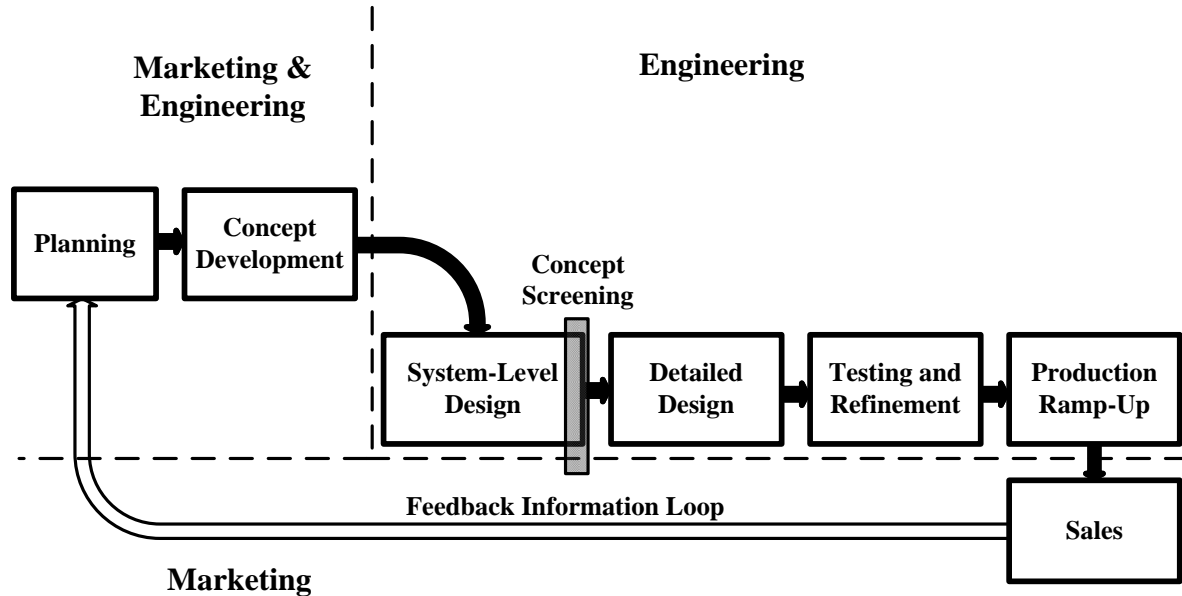 Marketing &
Engineering
Engineering
Planning
Concept
Development
Concept
Screening
System-Level
Design
Detailed
Design
Testing and
Refinement
Production
Ramp-Up
Feedback Information Loop
Sales
Marketing